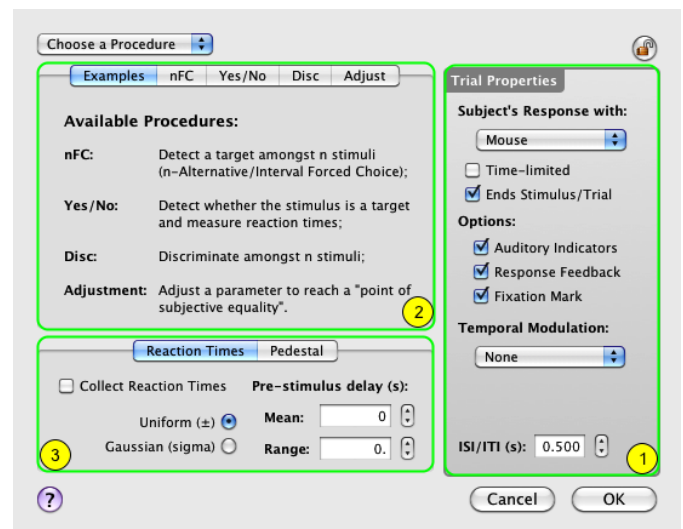 Choose a Procedure
Examples nFC Yes/No Disc Adjust
Available Procedures:
nFC: Detect a target amongst n stimuli
(n-Alternative/Interval Forced Choice);
Yes/No: Detect whether the stimulus is a target
and measure reaction times;
Disc: Discriminate amongst n stimuli;
Adjustment: Adjust a parameter to reach a "point of
subjective equality".
2
Reaction Times Pedestal
Collect Reaction Times Pre-stimulus delay (s):
Uniform (±) Mean: 0
Gaussian (sigma) Range: 0.
3
Trial Properties
Subject's Response with:
Mouse
Time-limited
Ends Stimulus/Trial
Options:
Auditory Indicators
Response Feedback
Fixation Mark
Temporal Modulation:
None
ISI/ITI (s): 0.500
1
?
Cancel OK